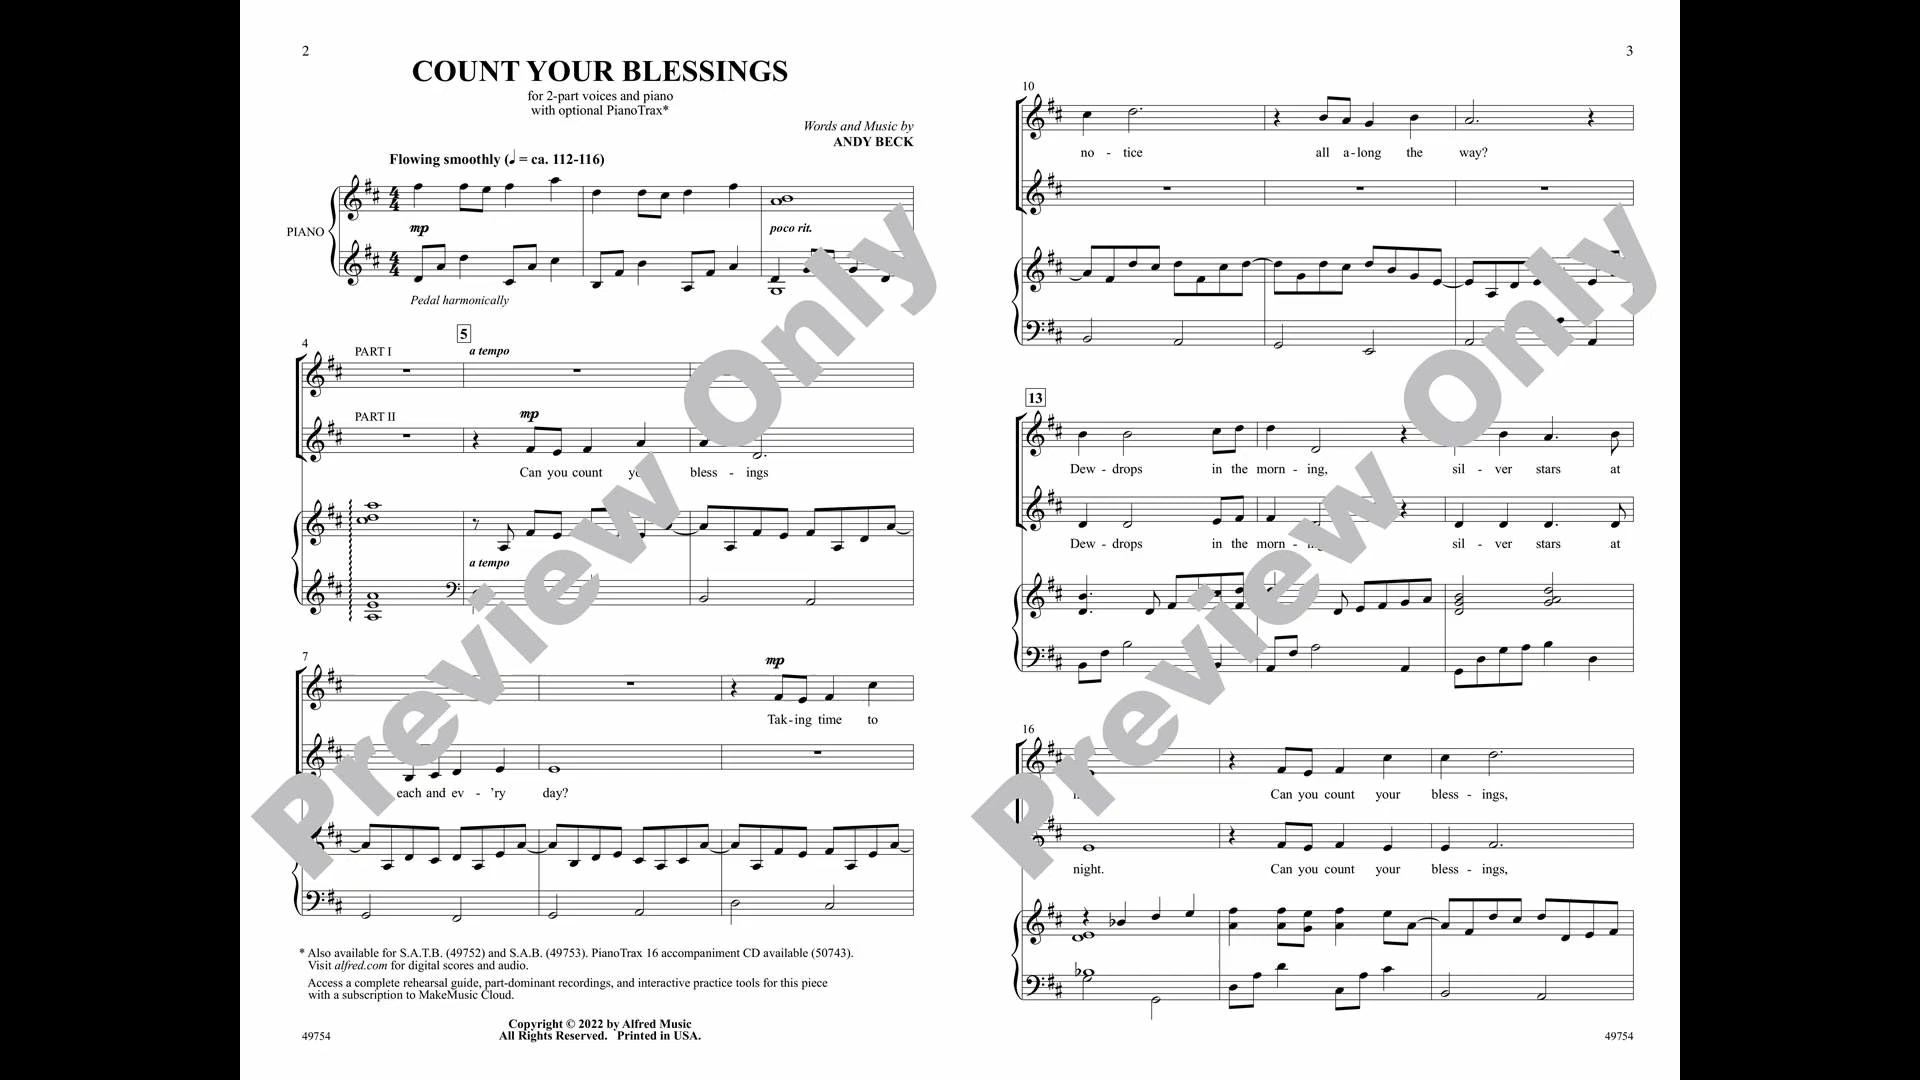 2
COUNT YOUR BLESSINGS
for 2-part voices and piano
with optional PianoTrax*
Words and Music by
ANDY BECK
Flowing smoothly (♩ = ca. 112-116)
PIANO
mp
poco rit.
Pedal harmonically
4
5
PART I
a tempo
PART II
mp
Can you count bless - ings
a tempo
7
mp
Tak - ing time to
each and ev - 'ry day?
* Also available for S.A.T.B. (49752) and S.A.B. (49753). PianoTrax 16 accompaniment CD available (50743).
Visit alfred.com for digital scores and audio.
Access a complete rehearsal guide, part-dominant recordings, and interactive practice tools for this piece
with a subscription to MakeMusic Cloud.
Copyright © 2022 by Alfred Music
All Rights Reserved. Printed in USA.
49754
Preview Only
3
10
no - tice all a - long the way?
13
Dew - drops in the morn - ing, sil - ver stars at
Dew - drops in the morn - sil - ver stars at
16
Can you count your bless - ings,
night. Can you count your bless - ings,
49754
Preview Only